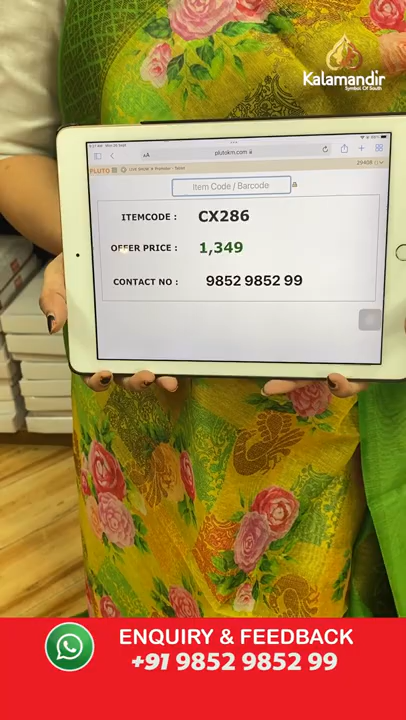 Kalamandir
Symbol Of South
plutukm.com
PLUTO
Item Code / Barcode
ITEMCODE : CX286
OFFER PRICE : 1,349
CONTACT NO : 9852 9852 99
ENQUIRY & FEEDBACK
+91 9852 9852 99